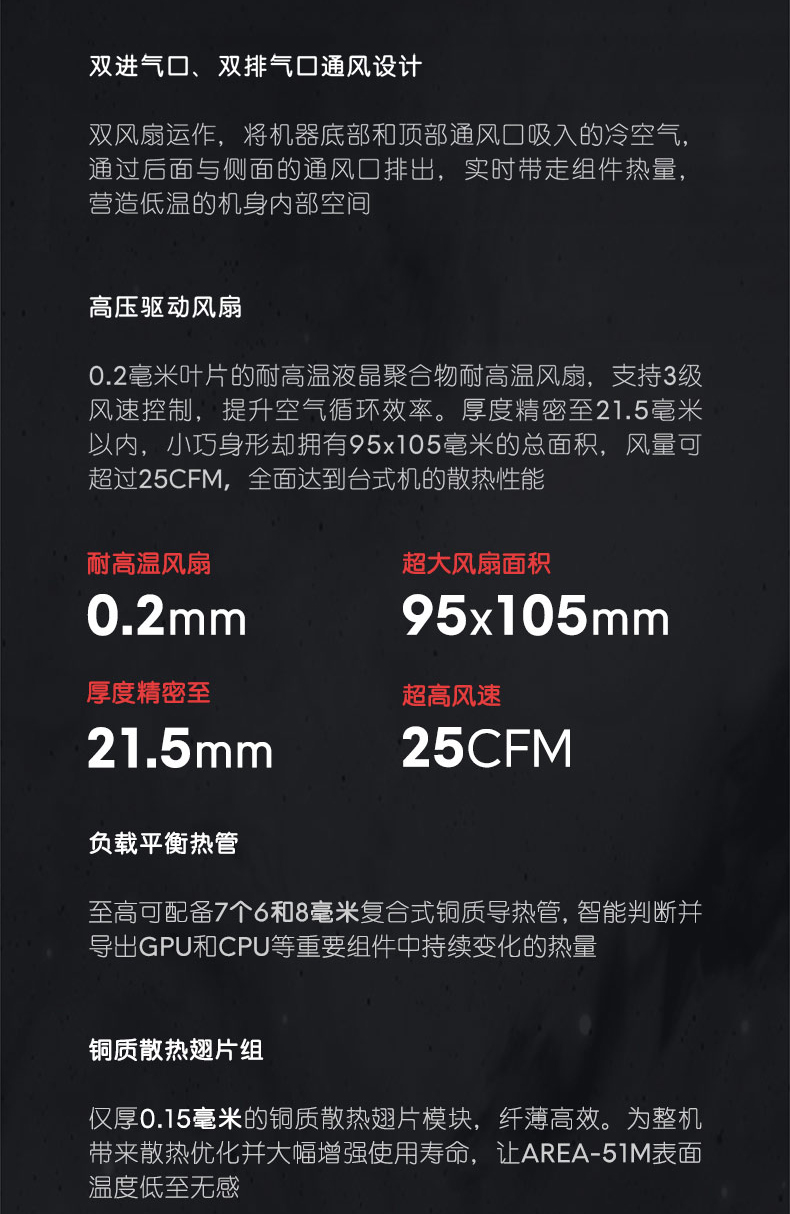 双进气口、双排气口通风设计
双风扇运作，将机器底部和顶部通风口吸入的冷空气，
通过后面与侧面的通风口排出，实时带走组件热量，
营造低温的机身内部空间
高压驱动风扇
0.2毫米叶片的耐高温液晶聚合物耐高温风扇，支持3级
风速控制，提升空气循环效率。厚度精密至21.5毫米
以内，小巧身形却拥有95x105毫米的总面积，风量可
超过25CFM，全面达到台式机的散热性能
耐高温风扇
超大风扇面积
0.2mm
95x105mm
厚度精密至
超高风速
21.5mm
25CFM
负载平衡热管
至高可配备7个6和8毫米复合式铜质导热管，智能判断并
导出GPU和CPU等重要组件中持续变化的热量
铜质散热翅片组
仅厚0.15毫米的铜质散热翅片模块，纤薄高效。为整机
带来散热优化并大幅增强使用寿命，让AREA-51M表面
温度低至无感